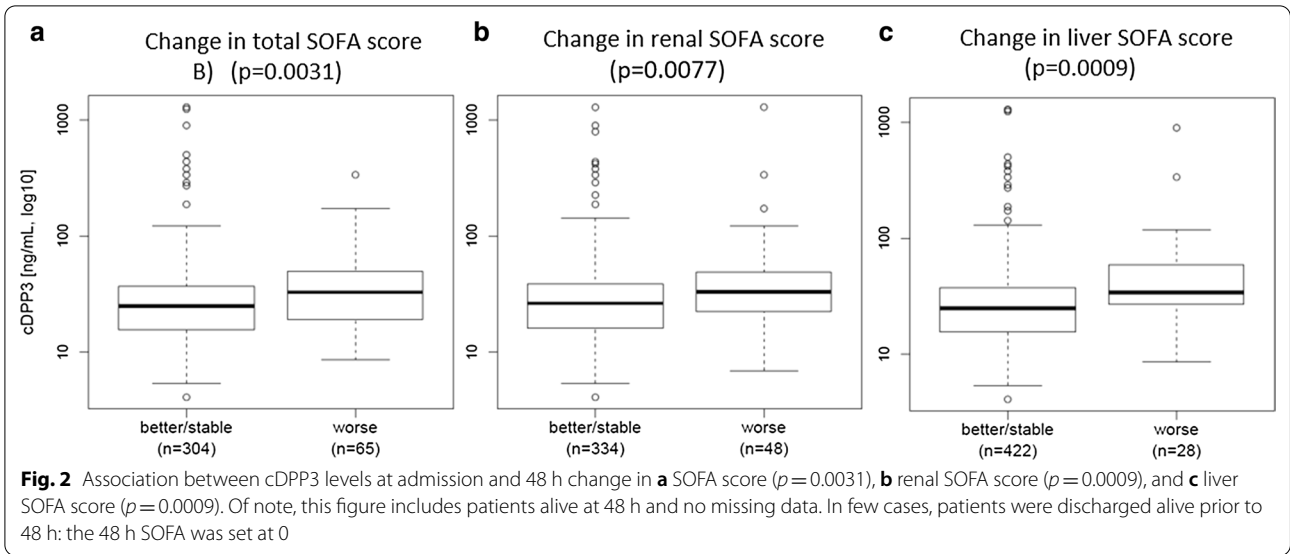 a Change in total SOFA score
B) (p=0.0031)
cDPP3 [ng/mL, log10]
1000
100
10
better/stable
(n=304)
worse
(n=65)
b Change in renal SOFA score
(p=0.0077)
1000
100
10
better/stable
(n=334)
worse
(n=48)
c Change in liver SOFA score
(p=0.0009)
1000
100
10
better/stable
(n=422)
worse
(n=28)
Fig. 2 Association between cDPP3 levels at admission and 48 h change in a SOFA score (p = 0.0031), b renal SOFA score (p = 0.0009), and c liver
SOFA score (p = 0.0009). Of note, this figure includes patients alive at 48 h and no missing data. In few cases, patients were discharged alive prior to
48 h: the 48 h SOFA was set at 0